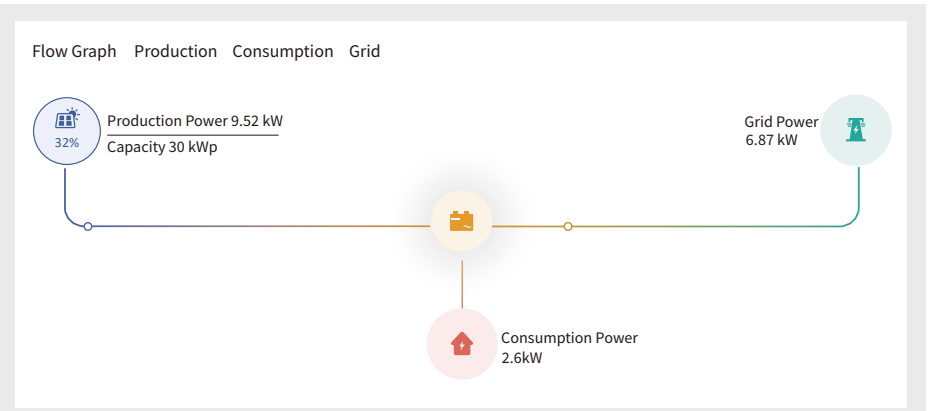 Flow Graph Production Consumption Grid
32%
Production Power 9.52 kW
Capacity 30 kWp
Grid Power
6.87 kW
Consumption Power
2.6kW